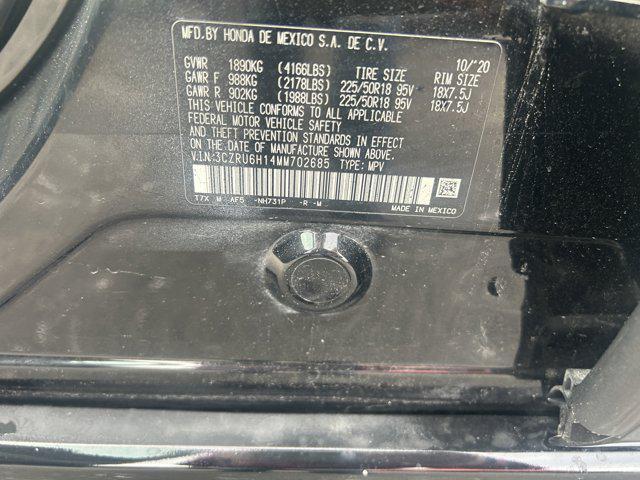 MFD.BY HONDA DE MEXICO S.A. DE C.V. 10/'20
GVWR 1890KG (4166LBS) TIRE SIZE RIM SIZE
GAWR F 988KG (2178LBS) 225/50R18 95V 18X7.5J
GAWR R 902KG (1988LBS) 225/50R18 95V 18X7.5J
THIS VEHICLE CONFORMS TO ALL APPLICABLE
FEDERAL MOTOR VEHICLE SAFETY
AND THEFT PREVENTION STANDARDS IN EFFECT
ON THE DATE OF MANUFACTURE SHOWN ABOVE.
V.I.N.:3CZRU6H14MM702685 TYPE: MPV
T7X M AF5 -NH731P -R -M
MADE IN MEXICO